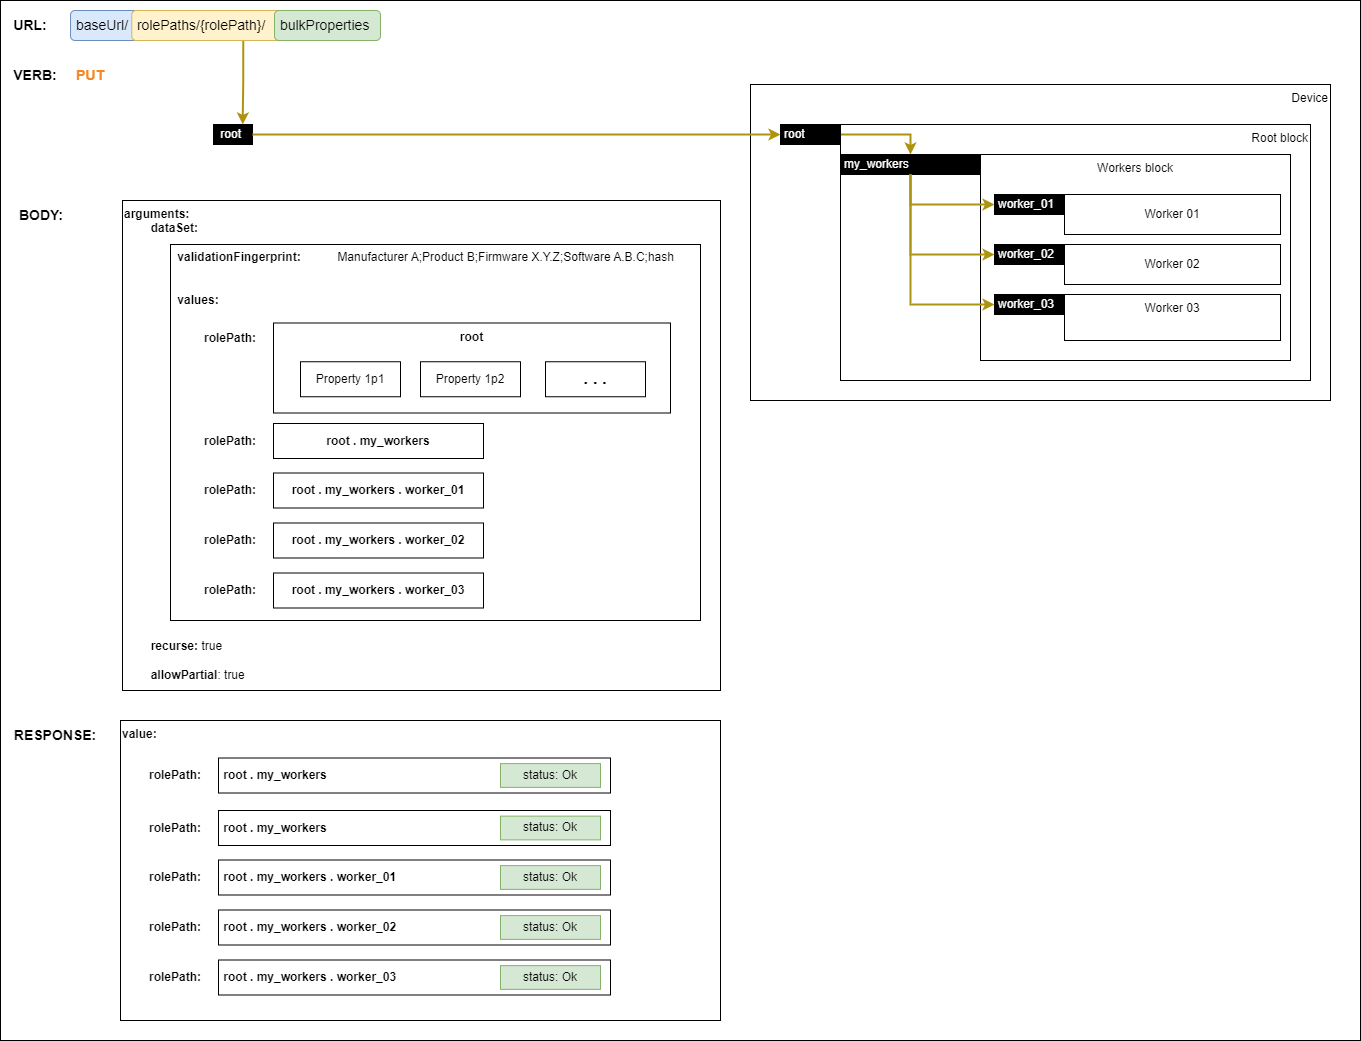 URL: baseUrl/ rolePaths/{rolePath}/ bulkProperties
VERB: PUT
root
Device
root
Root block
my_workers
Workers block
worker_01 Worker 01
worker_02 Worker 02
worker_03 Worker 03
BODY:
arguments:
dataSet:
validationFingerprint: Manufacturer A;Product B;Firmware X.Y.Z;Software A.B.C;hash
values:
rolePath: root
Property 1p1 Property 1p2 . . .
rolePath: root . my_workers
rolePath: root . my_workers . worker_01
rolePath: root . my_workers . worker_02
rolePath: root . my_workers . worker_03
recurse: true
allowPartial: true
RESPONSE:
value:
rolePath: root . my_workers status: Ok
rolePath: root . my_workers status: Ok
rolePath: root . my_workers . worker_01 status: Ok
rolePath: root . my_workers . worker_02 status: Ok
rolePath: root . my_workers . worker_03 status: Ok